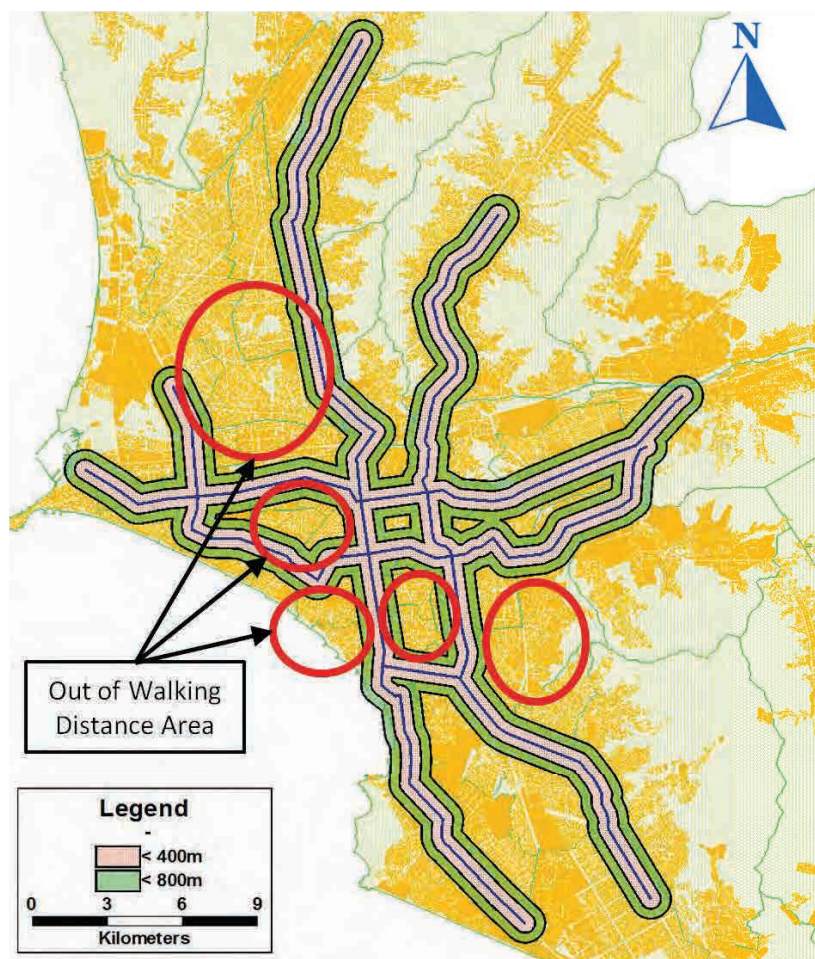 N
Out of Walking
Distance Area
Legend
-
< 400m
< 800m
0 3 6 9
Kilometers